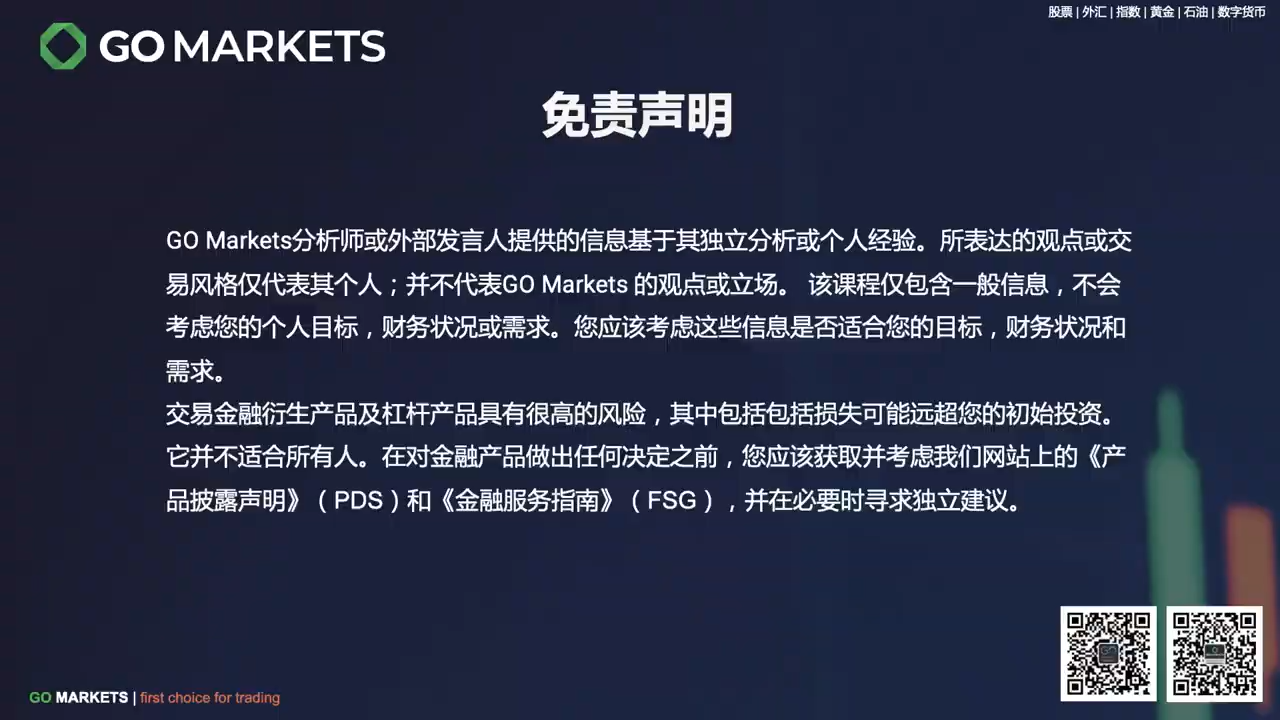 股票 | 外汇 | 指数 | 黄金 | 石油 | 数字货币
GO MARKETS
免责声明
GO Markets分析师或外部发言人提供的信息基于其独立分析或个人经验。所表达的观点或交
易风格仅代表其个人；并不代表GO Markets 的观点或立场。 该课程仅包含一般信息，不会
考虑您的个人目标，财务状况或需求。您应该考虑这些信息是否适合您的目标，财务状况和
需求。
交易金融衍生产品及杠杆产品具有很高的风险，其中包括包括损失可能远超您的初始投资。
它并不适合所有人。在对金融产品做出任何决定之前，您应该获取并考虑我们网站上的《产
品披露声明》（PDS）和《金融服务指南》（FSG），并在必要时寻求独立建议。
GO MARKETS | first choice for trading